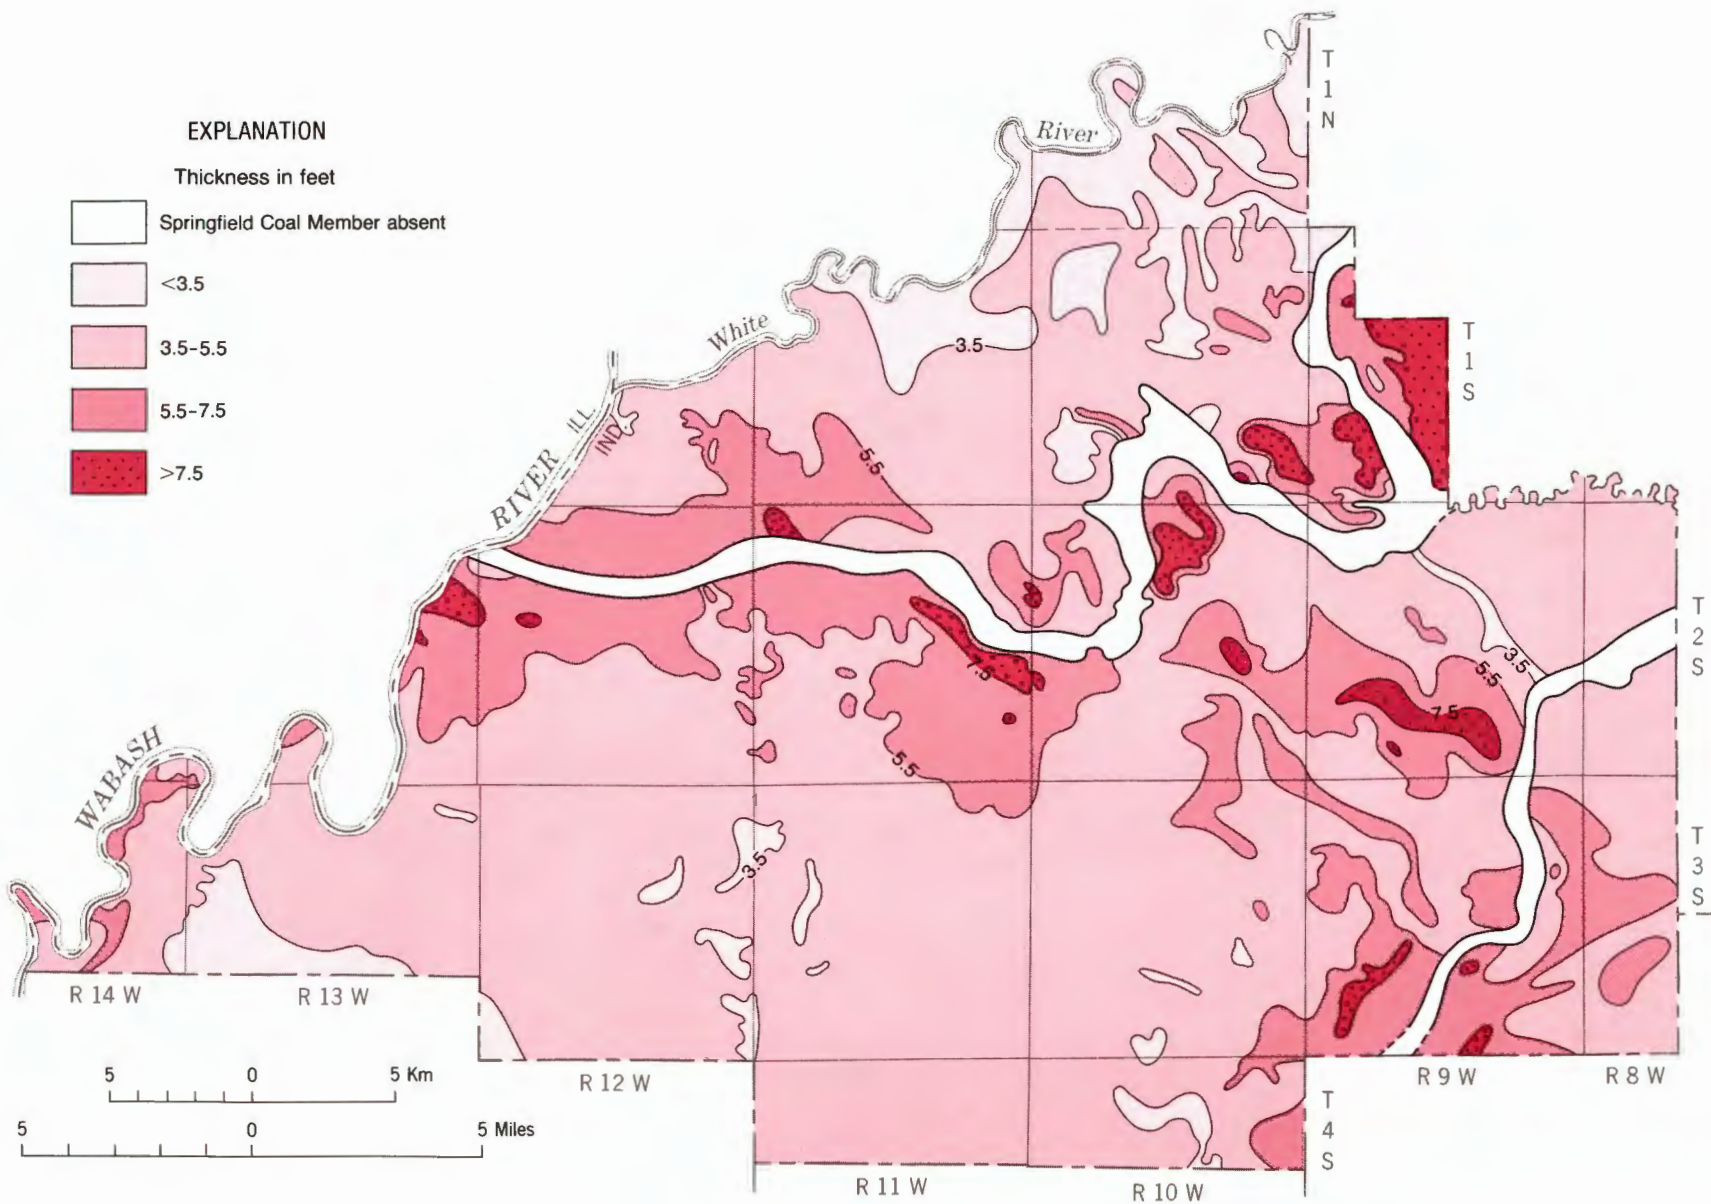 EXPLANATION
Thickness in feet
Springfield Coal Member absent
<3.5
3.5-5.5
5.5-7.5
>7.5
River
T
1
N
White
3.5
T
1
S
ILL
IND
RIVER
5.5
T
2
S
7.5
3.5
5.5
7.5
5.5
WABASH
3.5
T
3
S
R 14 W
R 13 W
R 12 W
R 9 W
R 8 W
5 0 5 Km
5 0 5 Miles
T
4
S
R 11 W
R 10 W